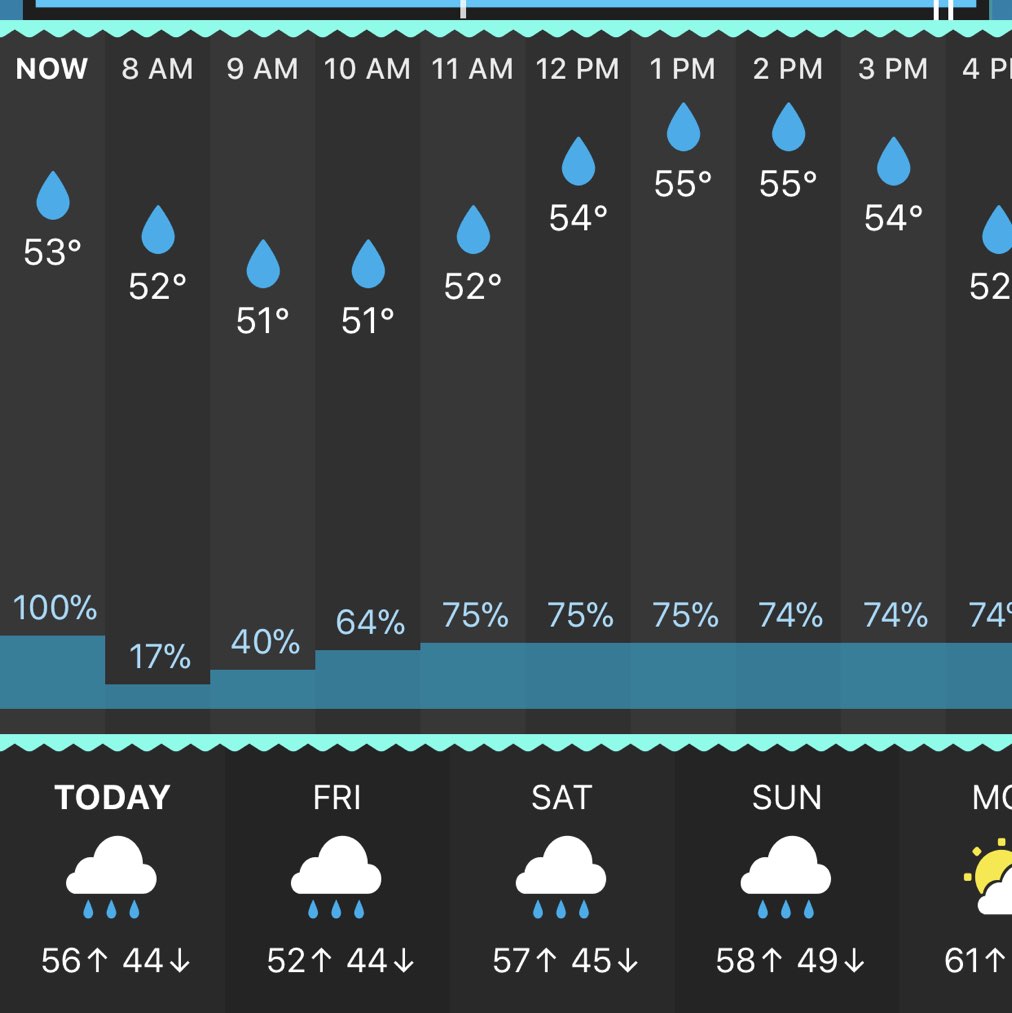 NOW 8 AM 9 AM 10 AM 11 AM 12 PM 1 PM 2 PM 3 PM 4 P
55° 55°
54° 54°
53°
52° 52° 52
51° 51°
100% 17% 40% 64% 75% 75% 75% 74% 74% 74%
TODAY FRI SAT SUN MO
56↑ 44↓ 52↑ 44↓ 57↑ 45↓ 58↑ 49↓ 61↑